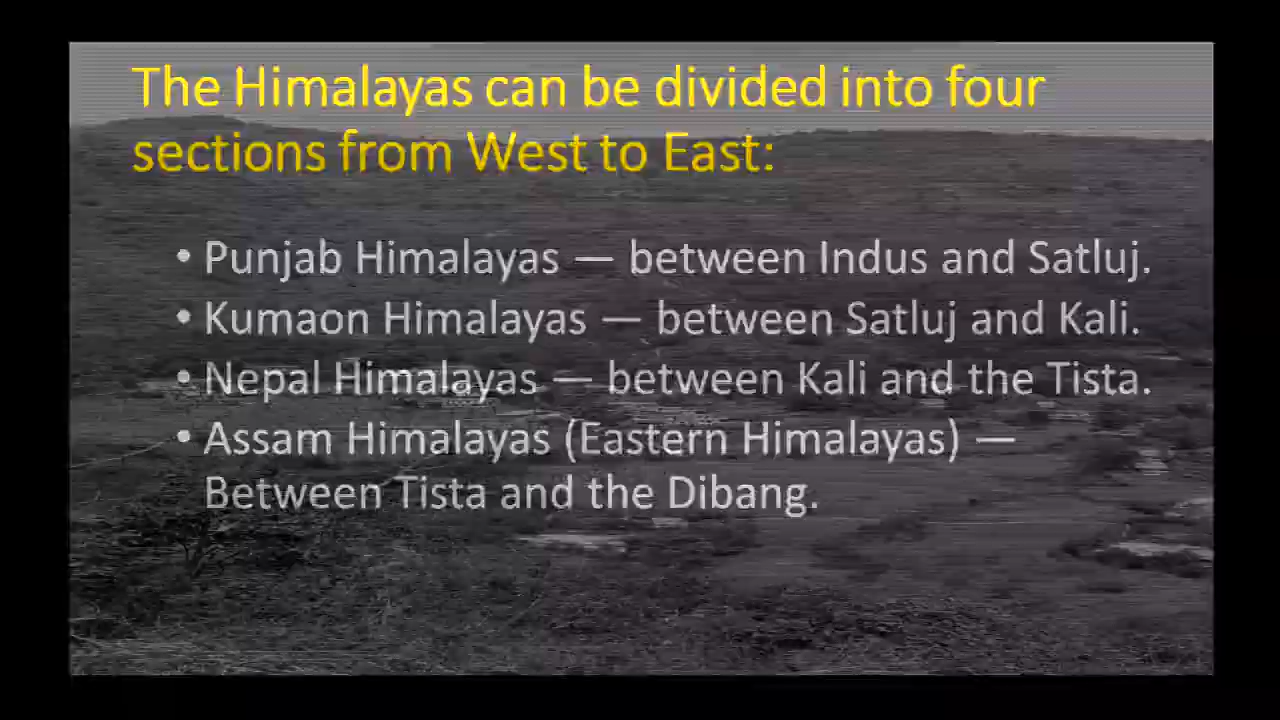 The Himalayas can be divided into four
sections from West to East:
• Punjab Himalayas — between Indus and Satluj.
• Kumaon Himalayas — between Satluj and Kali.
• Nepal Himalayas — between Kali and the Tista.
• Assam Himalayas (Eastern Himalayas) —
Between Tista and the Dibang.